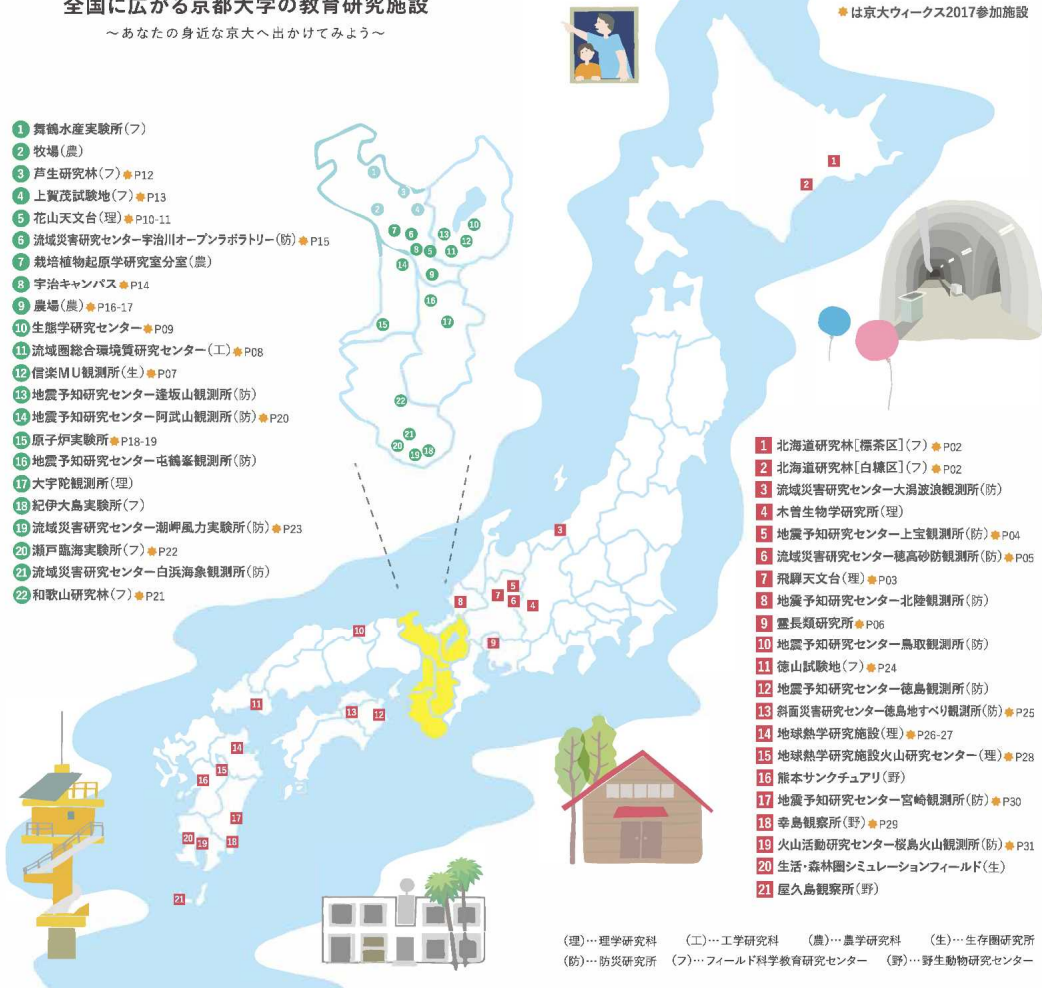 全国に広がる京都大学の教育研究施設
～あなたの身近な京大へ出かけてみよう～
は京大ウィークス2017参加施設
1 舞鶴水産実験所(フ)
2 牧場(農)
3 芦生研究林(フ) P12
4 上賀茂試験地(フ) P13
5 花山天文台(理) P10-11
6 流域災害研究センター宇治川オープンラボラトリー(防) P15
7 栽培植物起原学研究室分室(農)
8 宇治キャンパス P14
9 農場(農) P16-17
10 生態学研究センター P09
11 流域圏総合環境質研究センター(工) P08
12 信楽MU観測所(生) P07
13 地震予知研究センター逢坂山観測所(防)
14 地震予知研究センター阿武山観測所(防) P20
15 原子炉実験所 P18-19
16 地震予知研究センター屯鶴峯観測所(防)
17 大宇陀観測所(理)
18 紀伊大島実験所(フ)
19 流域災害研究センター潮岬風力実験所(防) P23
20 瀬戸臨海実験所(フ) P22
21 流域災害研究センター白浜海象観測所(防)
22 和歌山研究林(フ) P21
1 北海道研究林[標茶区](フ) P02
2 北海道研究林[白糠区](フ) P02
3 流域災害研究センター大潟波浪観測所(防)
4 木曽生物学研究所(理)
5 地震予知研究センター上宝観測所(防) P04
6 流域災害研究センター穂高砂防観測所(防) P05
7 飛騨天文台(理) P03
8 地震予知研究センター北陸観測所(防)
9 霊長類研究所 P06
10 地震予知研究センター鳥取観測所(防)
11 徳山試験地(フ) P24
12 地震予知研究センター徳島観測所(防)
13 斜面災害研究センター徳島地すべり観測所(防) P25
14 地球熱学研究施設(理) P26-27
15 地球熱学研究施設火山研究センター(理) P28
16 熊本サンクチュアリ(野)
17 地震予知研究センター宮崎観測所(防) P30
18 幸島観察所(野) P29
19 火山活動研究センター桜島火山観測所(防) P31
20 生活・森林圏シミュレーションフィールド(生)
21 屋久島観察所(野)
(理)…理学研究科 (工)…工学研究科 (農)…農学研究科 (生)…生存圏研究所
(防)…防災研究所 (フ)…フィールド科学教育研究センター (野)…野生動物研究センター